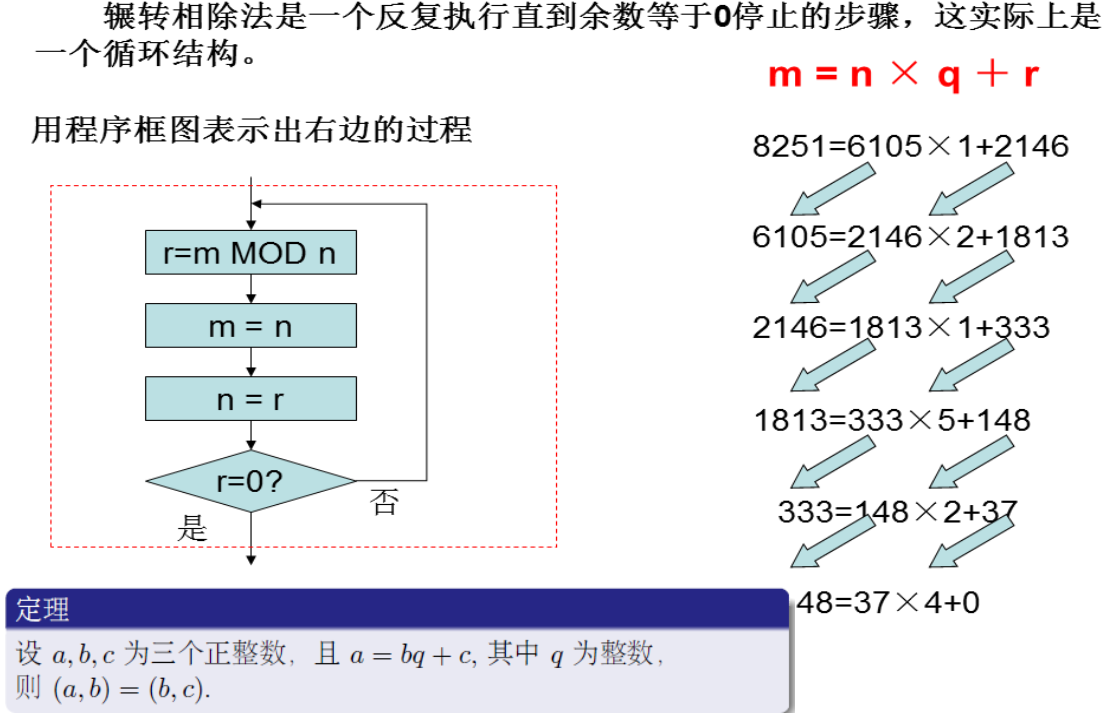 辗转相除法是一个反复执行直到余数等于0停止的步骤，这实际上是
一个循环结构。
m = n × q ＋ r
用程序框图表示出右边的过程
8251=6105×1+2146
6105=2146×2+1813
2146=1813×1+333
1813=333×5+148
333=148×2+37
48=37×4+0
r=m MOD n
m = n
n = r
r=0?
否
是
定理
设 a, b, c 为三个正整数，且 a = bq + c, 其中 q 为整数，
则 (a, b) = (b, c).